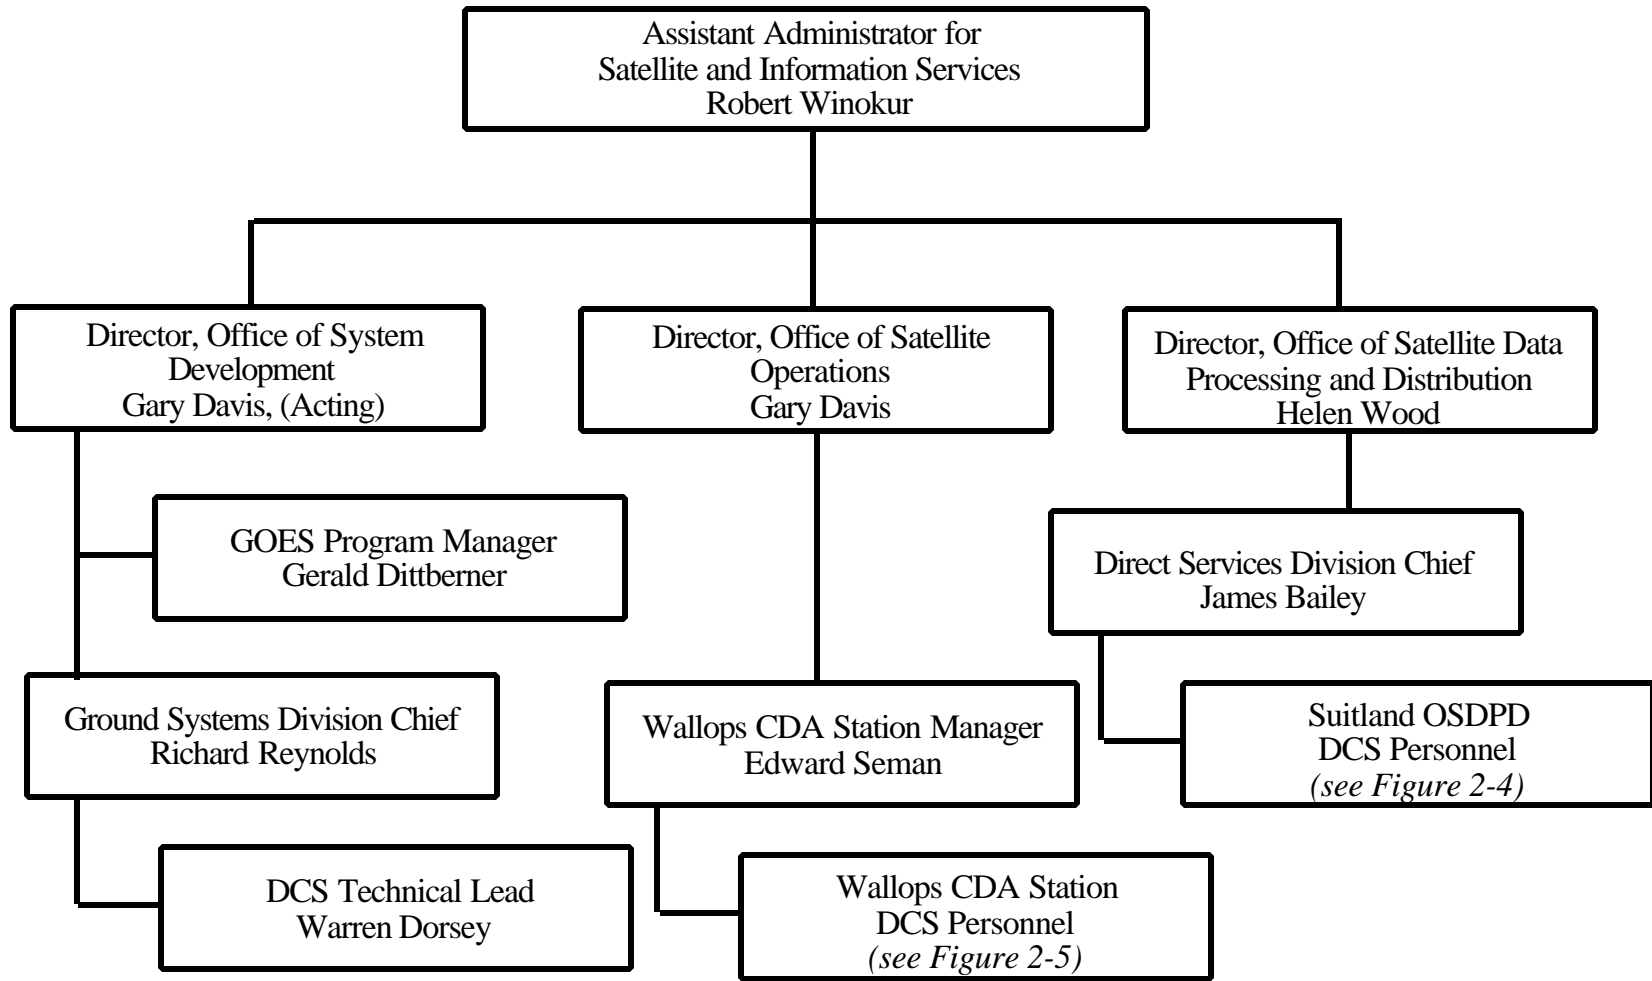 Assistant Administrator for
Satellite and Information Services
Robert Winokur
Director, Office of System
Development
Gary Davis, (Acting)
Director, Office of Satellite
Operations
Gary Davis
Director, Office of Satellite Data
Processing and Distribution
Helen Wood
GOES Program Manager
Gerald Dittberner
Direct Services Division Chief
James Bailey
Ground Systems Division Chief
Richard Reynolds
Wallops CDA Station Manager
Edward Seman
Suitland OSDPD
DCS Personnel
(see Figure 2-4)
DCS Technical Lead
Warren Dorsey
Wallops CDA Station
DCS Personnel
(see Figure 2-5)